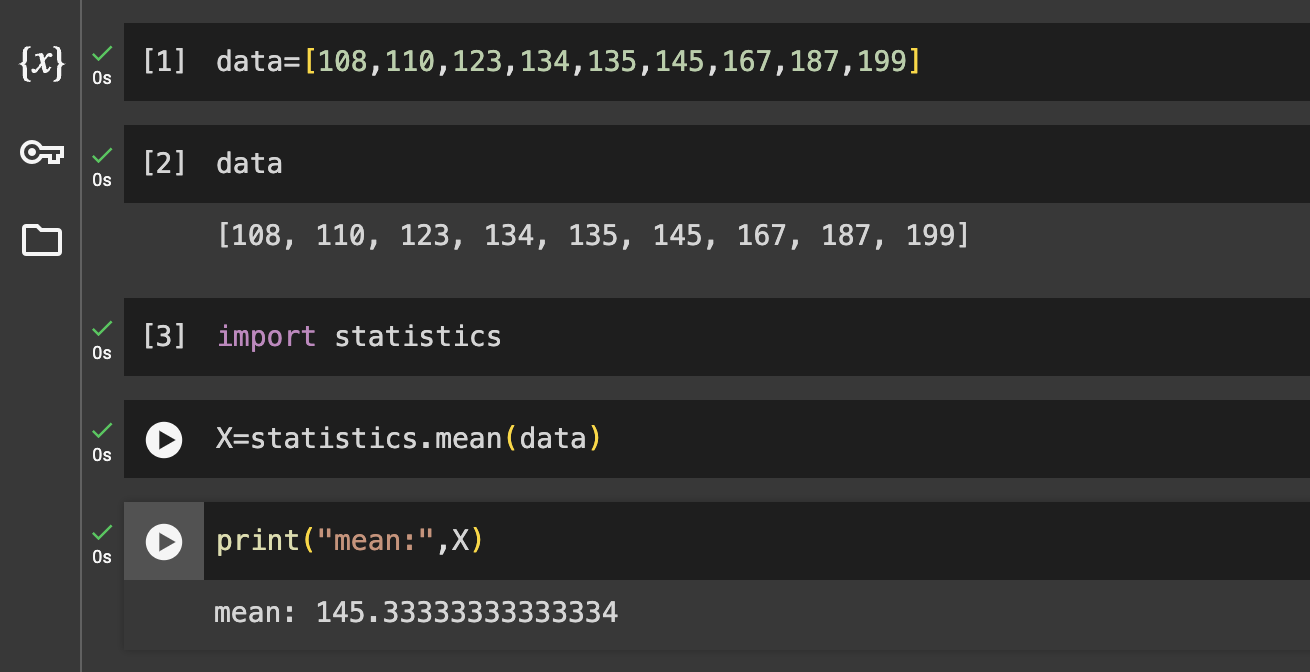 {x}
0s
[1] data=[108,110,123,134,135,145,167,187,199]
0s
[2] data
[108, 110, 123, 134, 135, 145, 167, 187, 199]
0s
[3] import statistics
0s
X=statistics.mean(data)
0s
print("mean:",X)
mean: 145.33333333333334